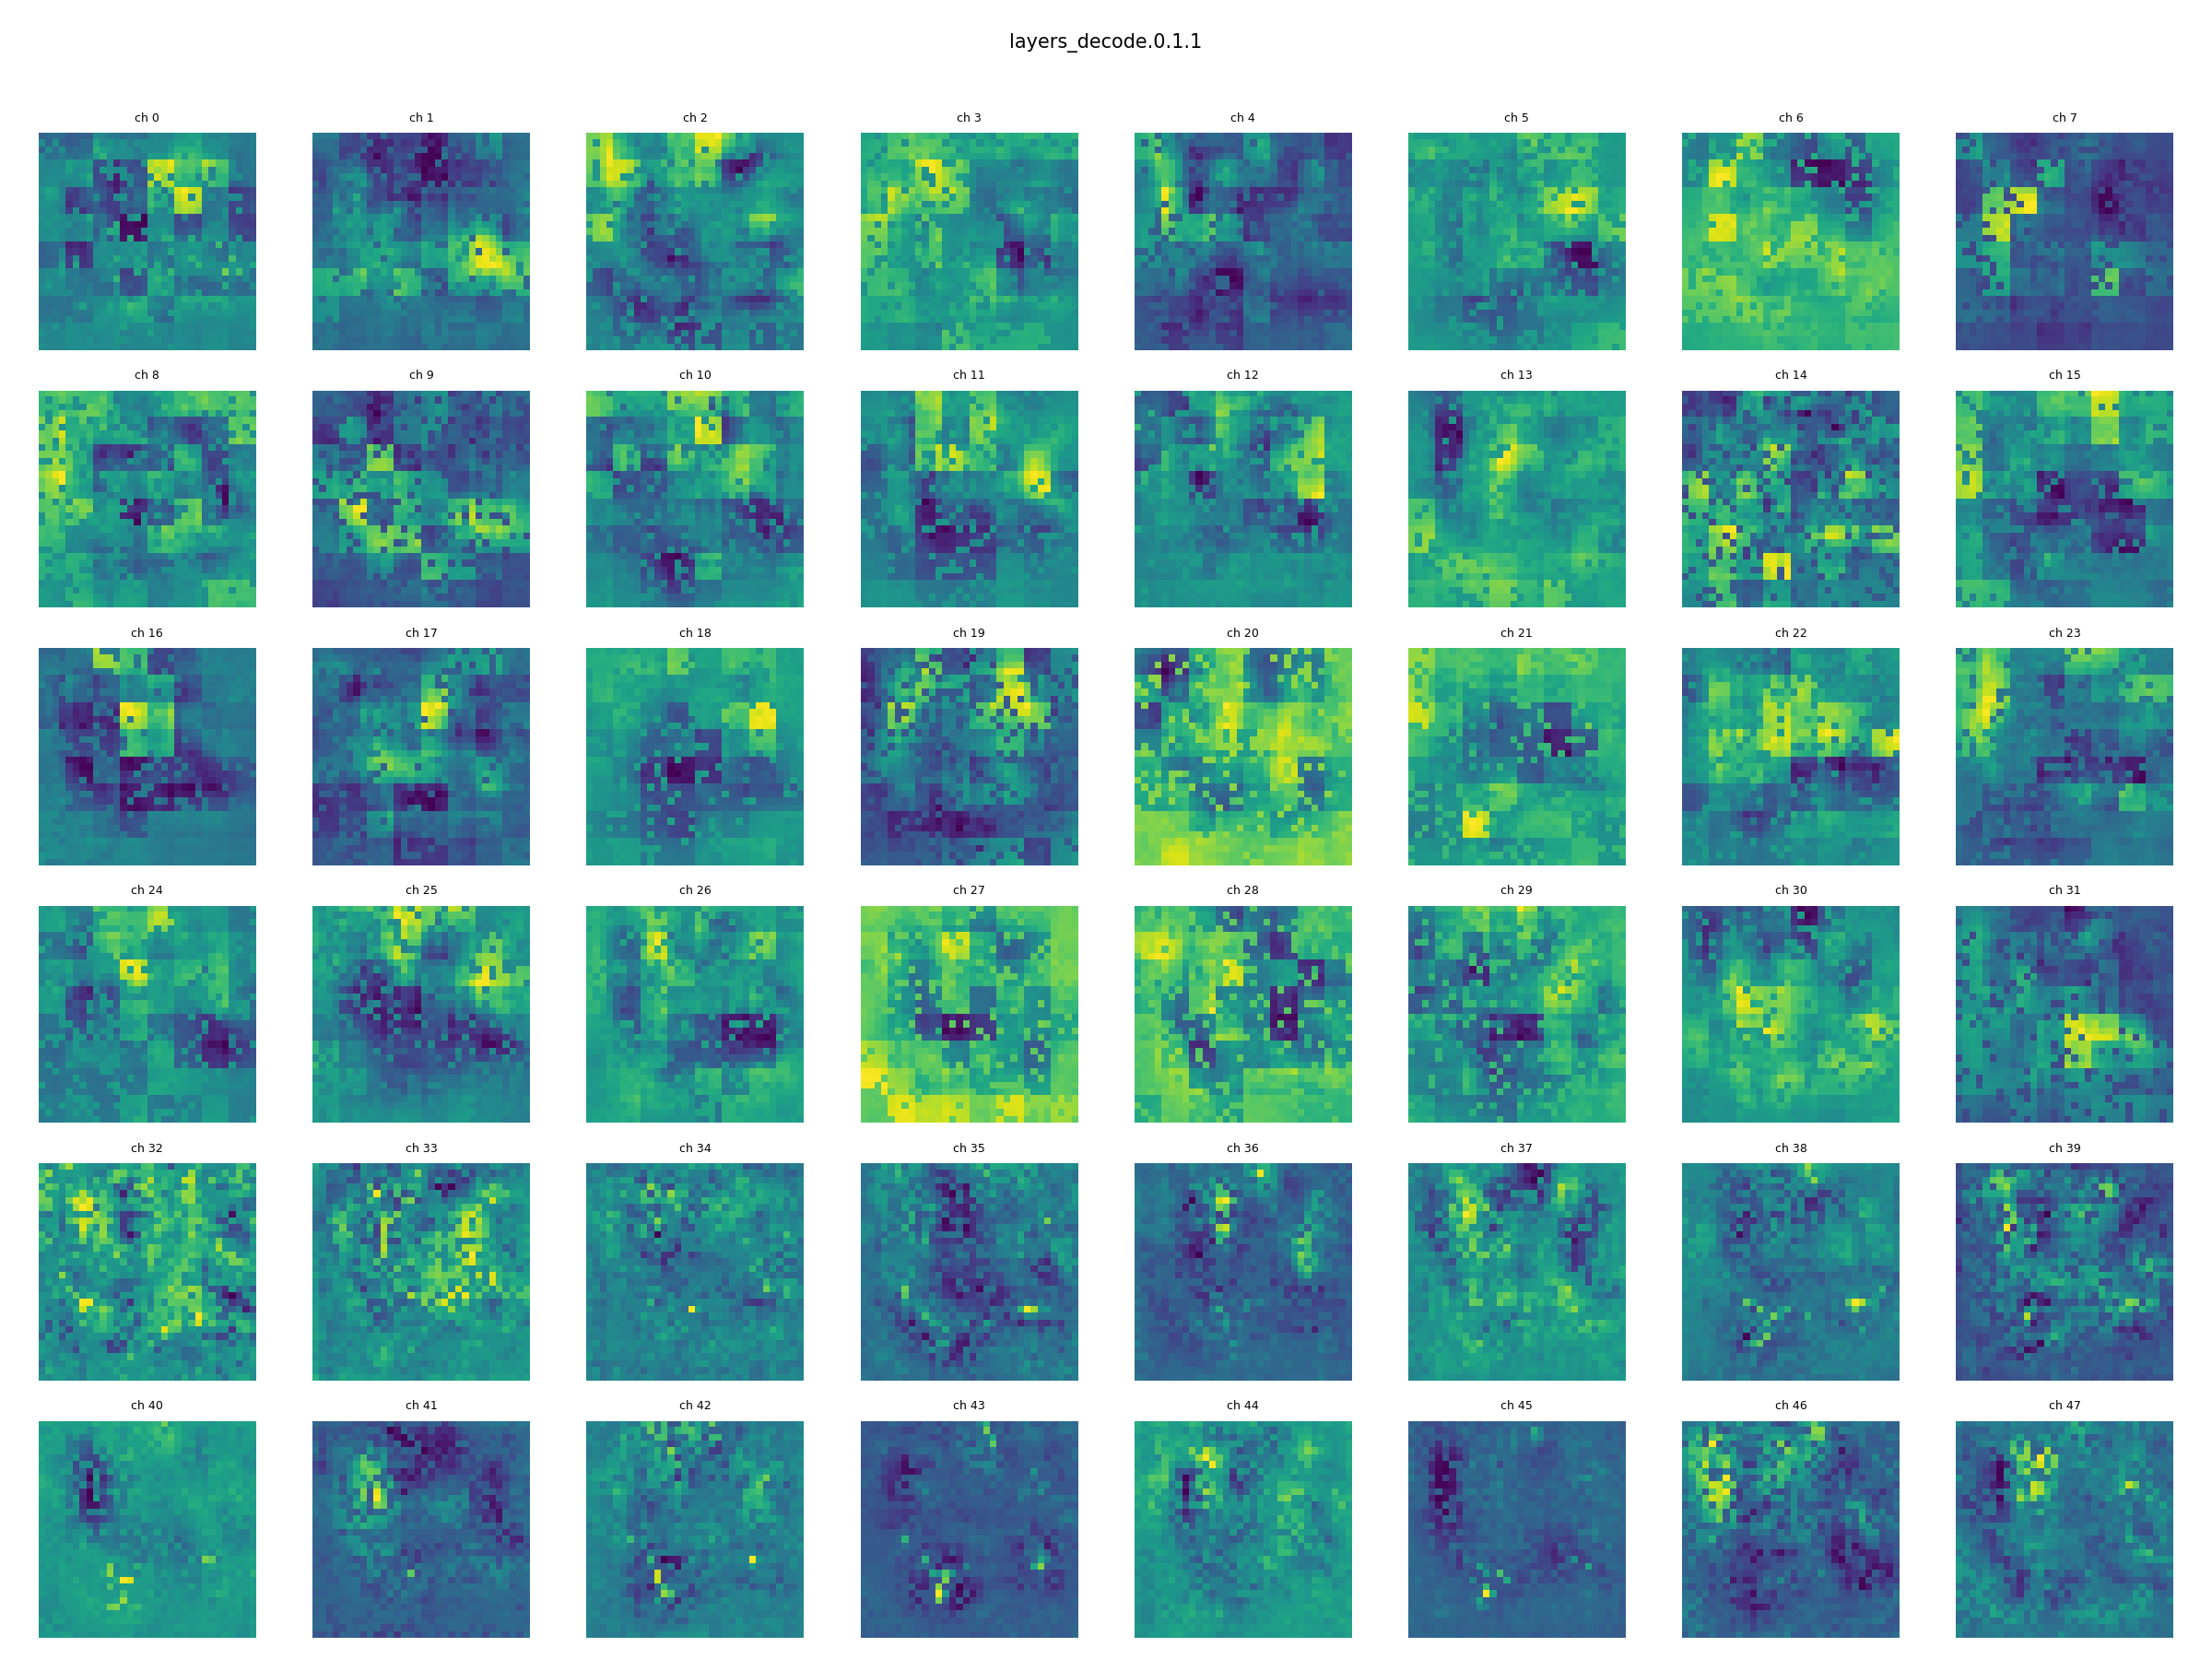 layers_decode.0.1.1
ch 0 ch 1 ch 2 ch 3 ch 4 ch 5 ch 6 ch 7
ch 8 ch 9 ch 10 ch 11 ch 12 ch 13 ch 14 ch 15
ch 16 ch 17 ch 18 ch 19 ch 20 ch 21 ch 22 ch 23
ch 24 ch 25 ch 26 ch 27 ch 28 ch 29 ch 30 ch 31
ch 32 ch 33 ch 34 ch 35 ch 36 ch 37 ch 38 ch 39
ch 40 ch 41 ch 42 ch 43 ch 44 ch 45 ch 46 ch 47